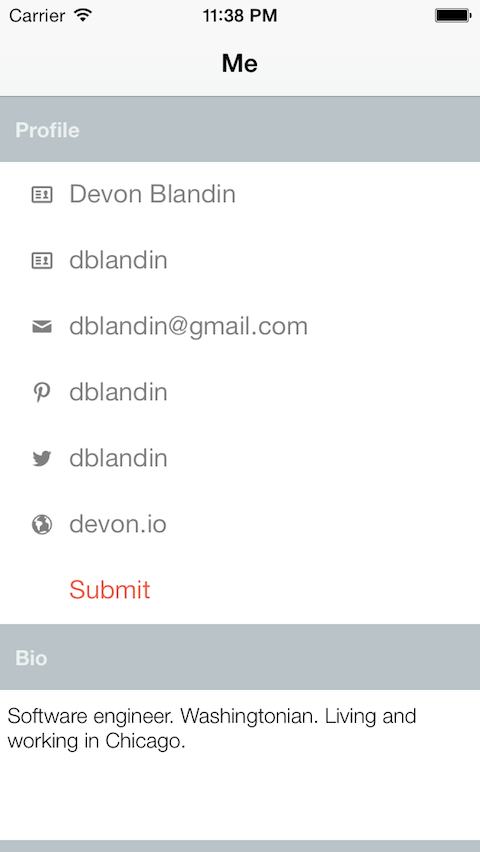 Carrier 11:38 PM
Me
Profile
Devon Blandin
dblandin
dblandin@gmail.com
dblandin
dblandin
devon.io
Submit
Bio
Software engineer. Washingtonian. Living and
working in Chicago.